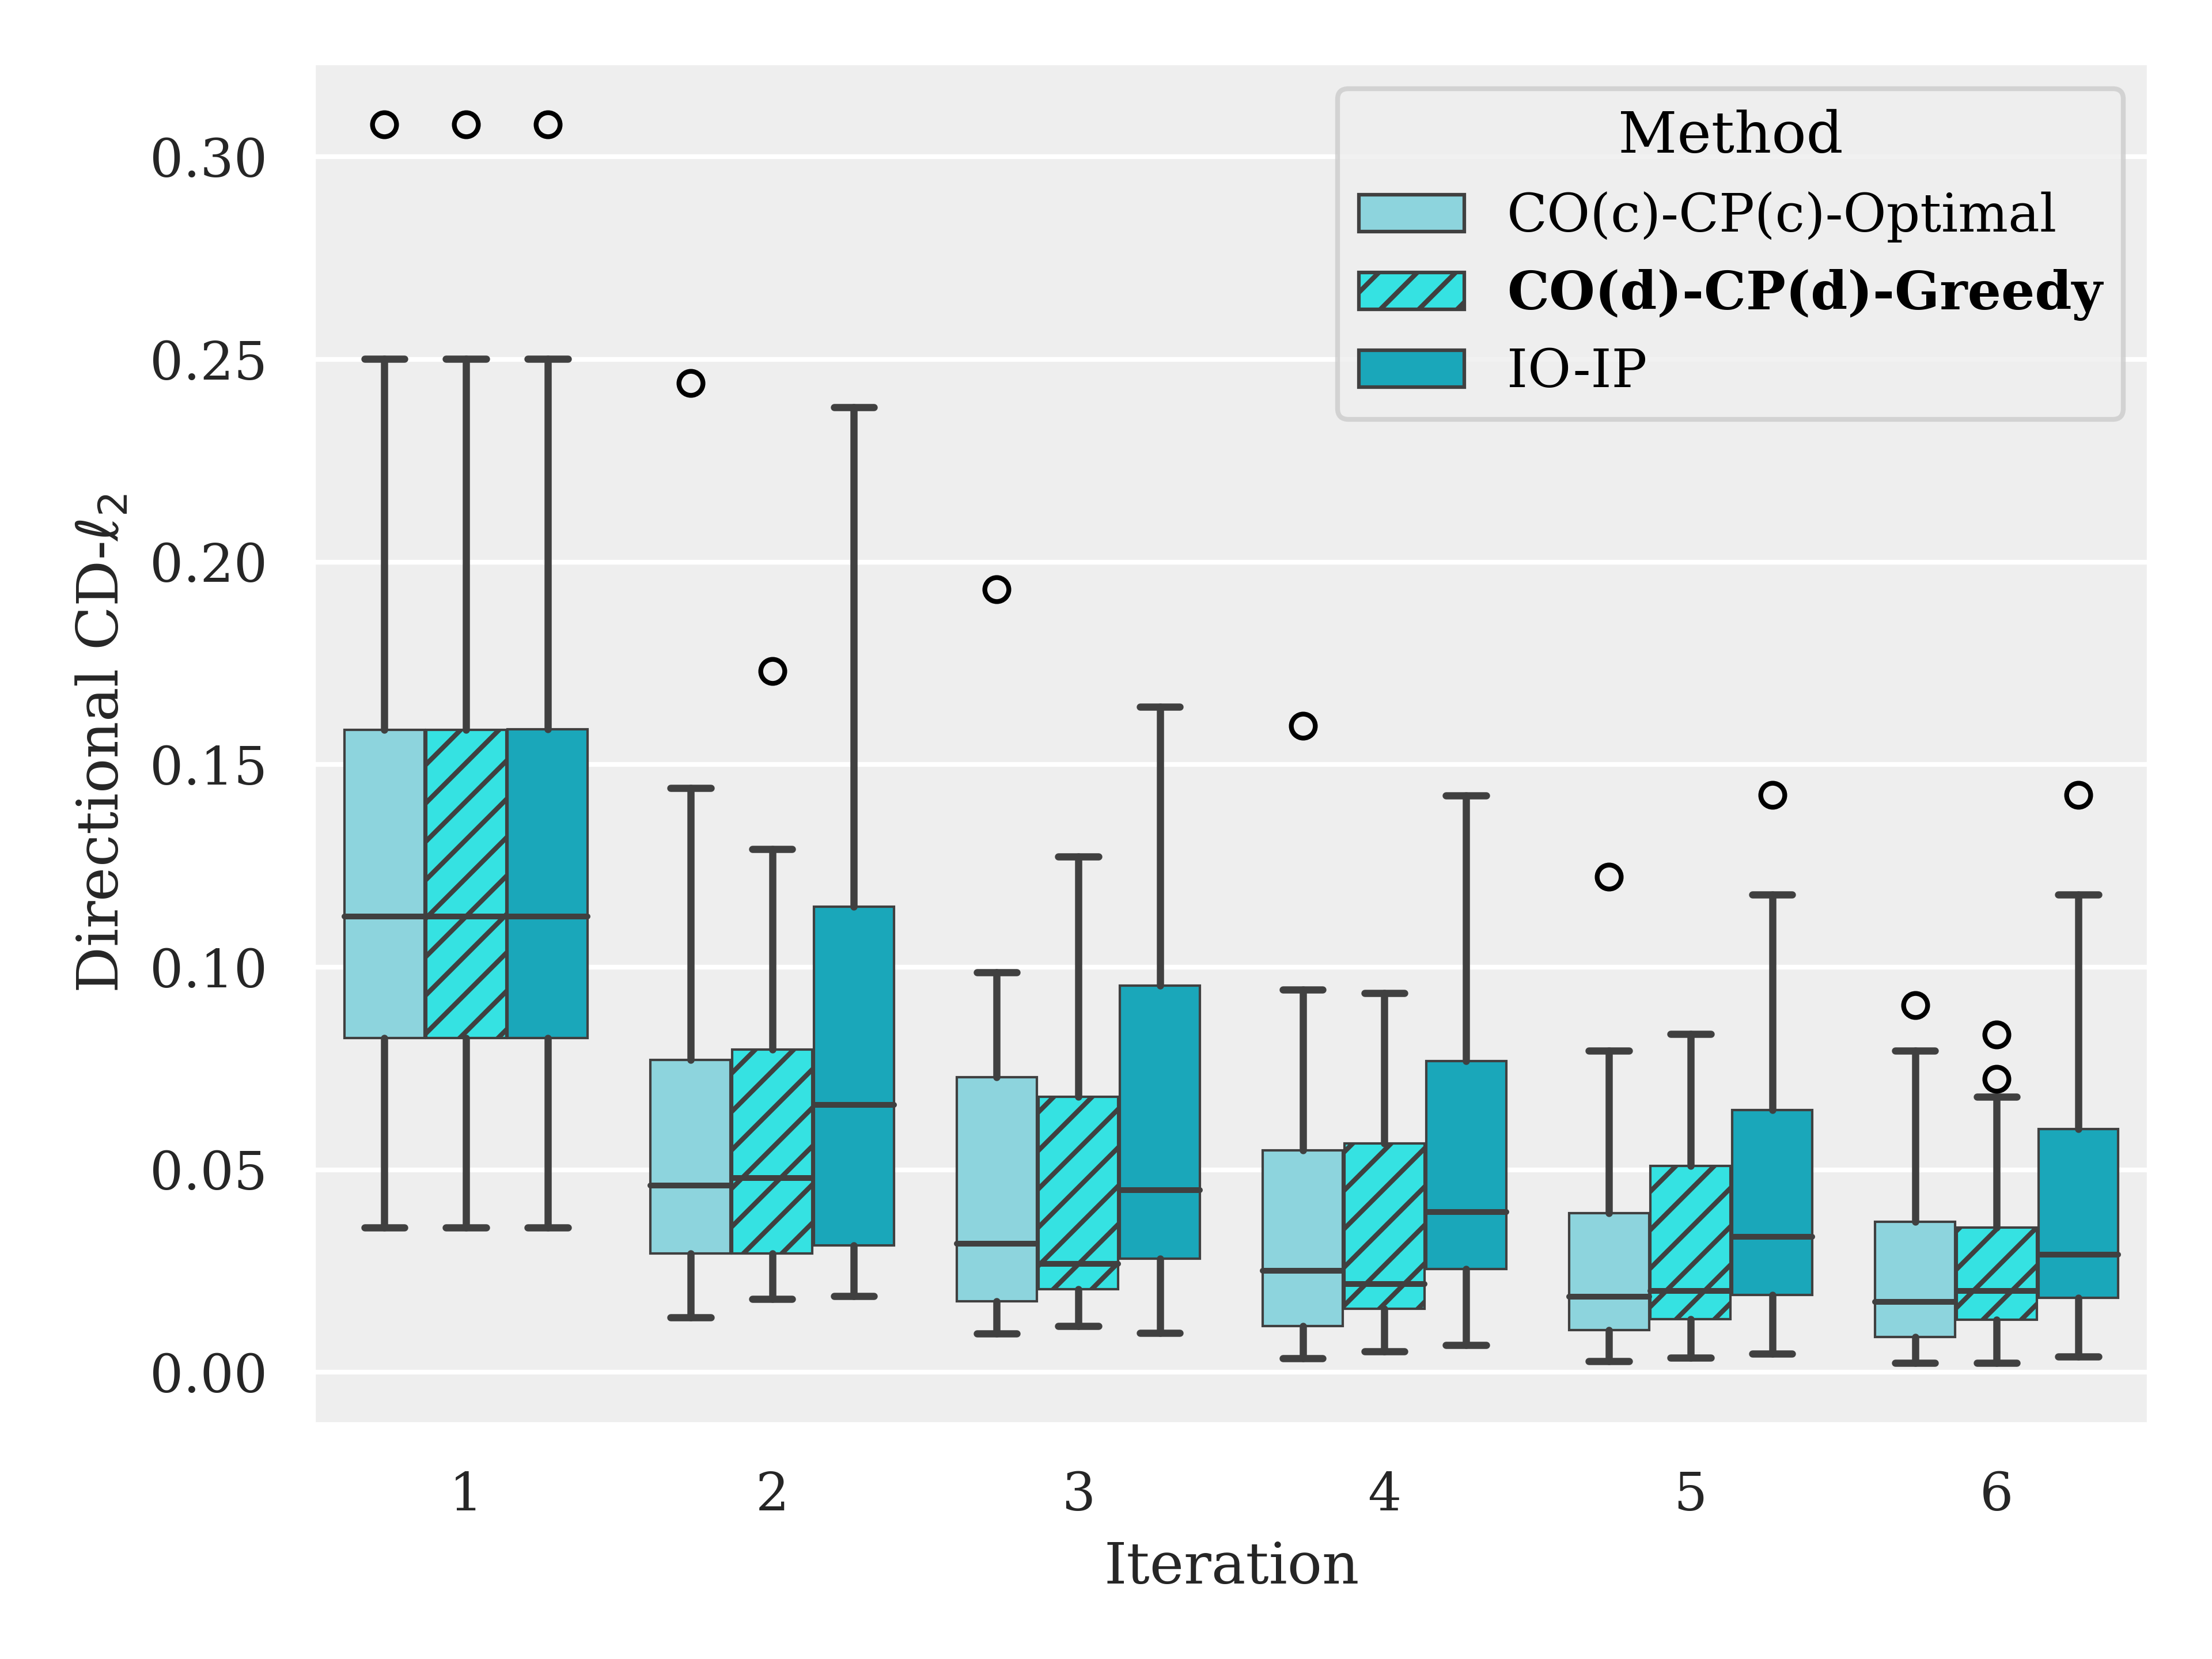 Method
CO(c)-CP(c)-Optimal
CO(d)-CP(d)-Greedy
IO-IP
Directional CD-ℓ₂
0.30
0.25
0.20
0.15
0.10
0.05
0.00
1 2 3 4 5 6
Iteration